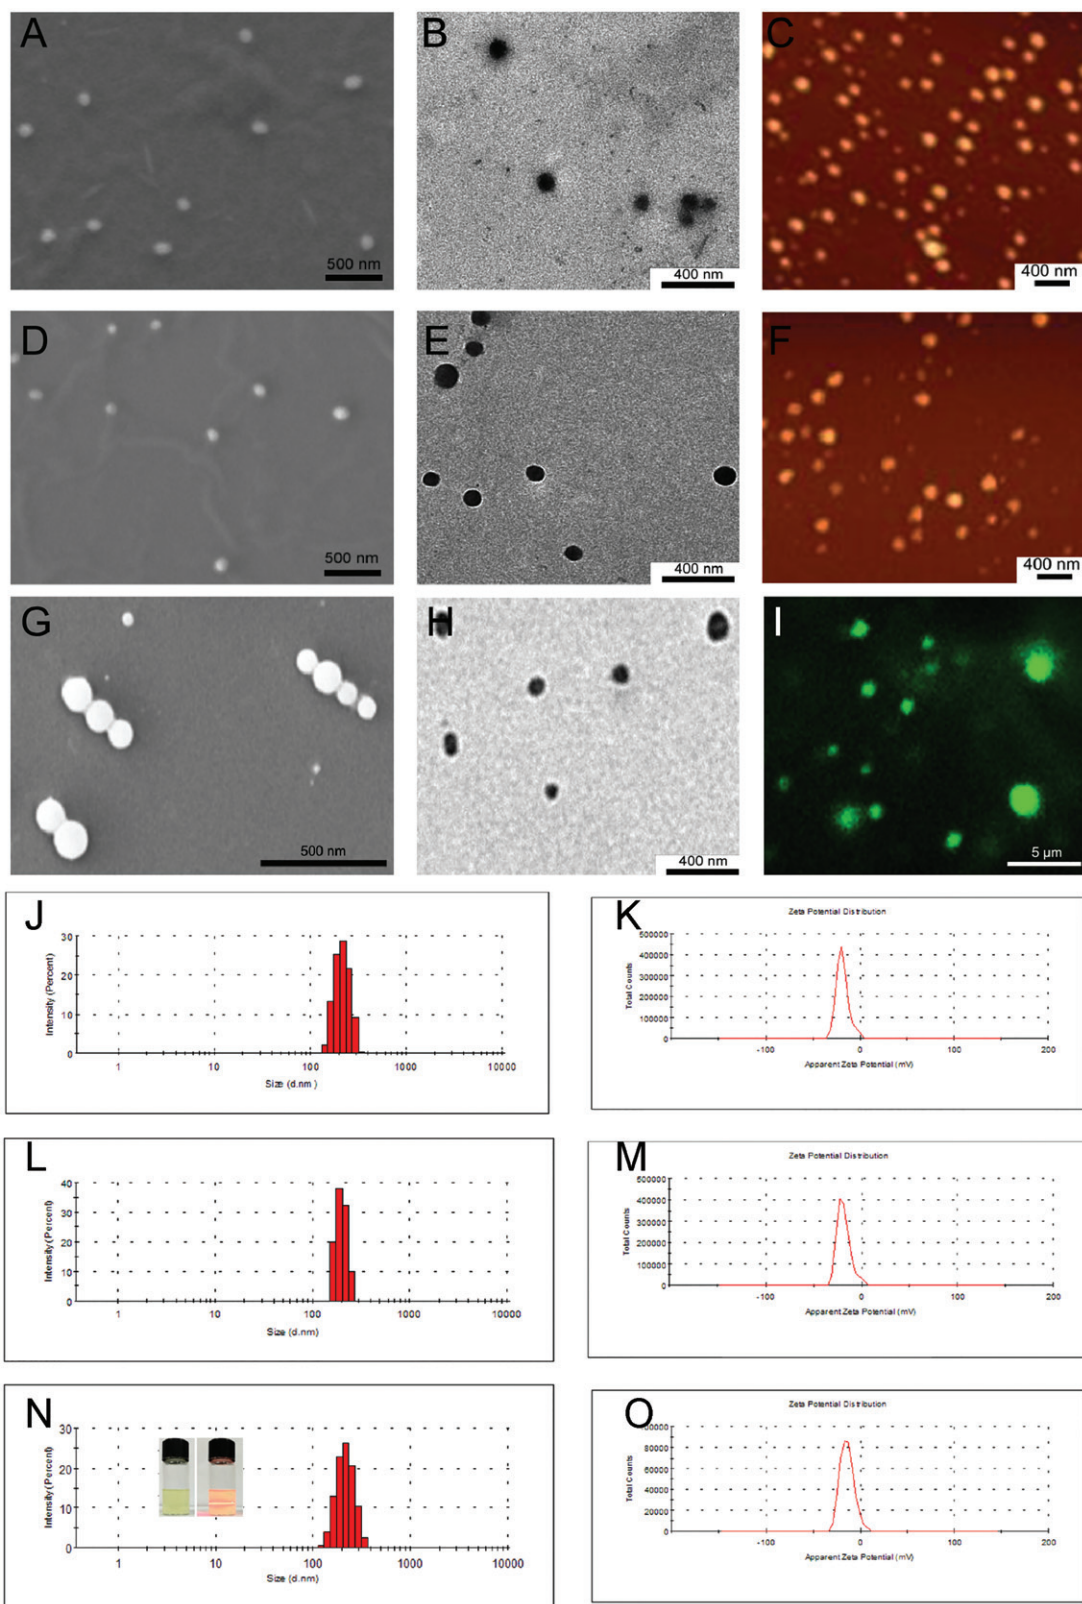 A
B
C
500 nm
400 nm
400 nm
D
E
F
500 nm
400 nm
400 nm
G
H
I
500 nm
400 nm
5 µm
J
30
20
10
0
Intensity (Percent)
1
10
100
1000
10000
Size (d.nm)
K
Zeta Potential Distribution
500000
400000
300000
200000
100000
0
Total Counts
-100
0
100
200
Apparent Zeta Potential (mV)
L
40
30
20
10
0
Intensity (Percent)
1
10
100
1000
10000
Size (d.nm)
M
Zeta Potential Distribution
500000
400000
300000
200000
100000
0
Total Counts
-100
0
100
200
Apparent Zeta Potential (mV)
N
30
20
10
0
Intensity (Percent)
1
10
100
1000
10000
Size (d.nm)
O
Zeta Potential Distribution
100000
80000
60000
40000
20000
0
Total Counts
-100
0
100
200
Apparent Zeta Potential (mV)